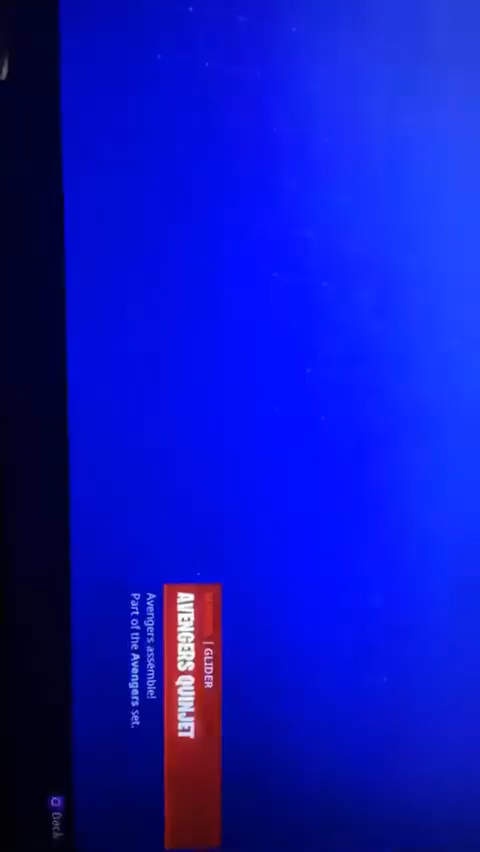 | GLIDER
AVENGERS QUINJET
Avengers assemble!
Part of the Avengers set.
Back